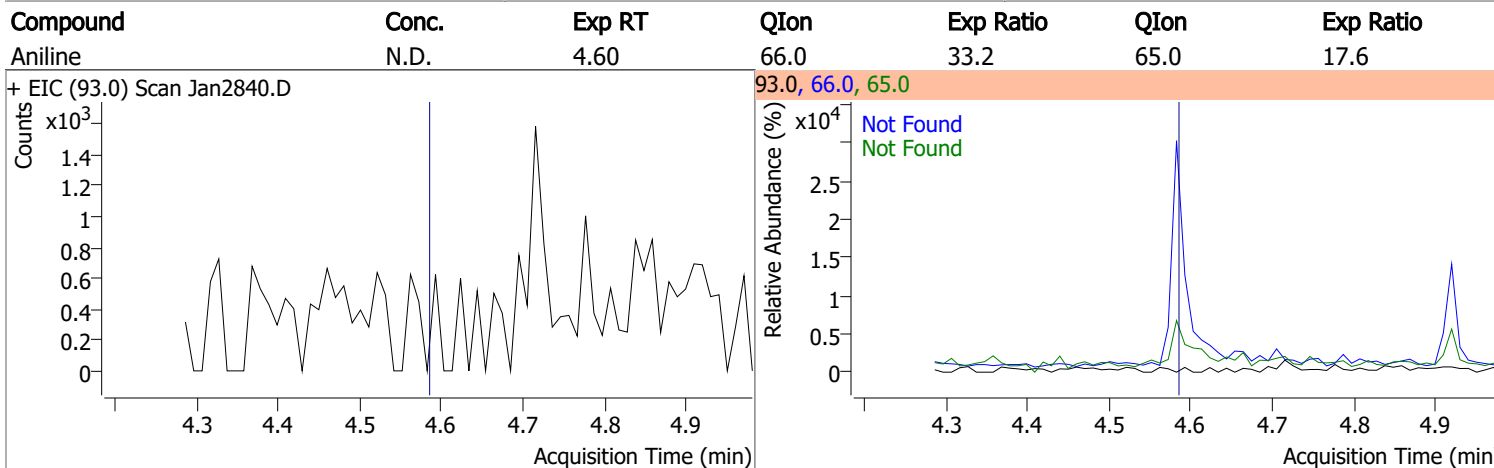 Compound Conc. Exp RT QIon Exp Ratio QIon Exp Ratio
Aniline N.D. 4.60 66.0 33.2 65.0 17.6
+ EIC (93.0) Scan Jan2840.D
Counts
x10³
1.4
1.2
1
0.8
0.6
0.4
0.2
0
4.3 4.4 4.5 4.6 4.7 4.8 4.9
Acquisition Time (min)
93.0, 66.0, 65.0
Relative Abundance (%)
x10⁴
Not Found
Not Found
2.5
2
1.5
1
0.5
0
4.3 4.4 4.5 4.6 4.7 4.8 4.9
Acquisition Time (min